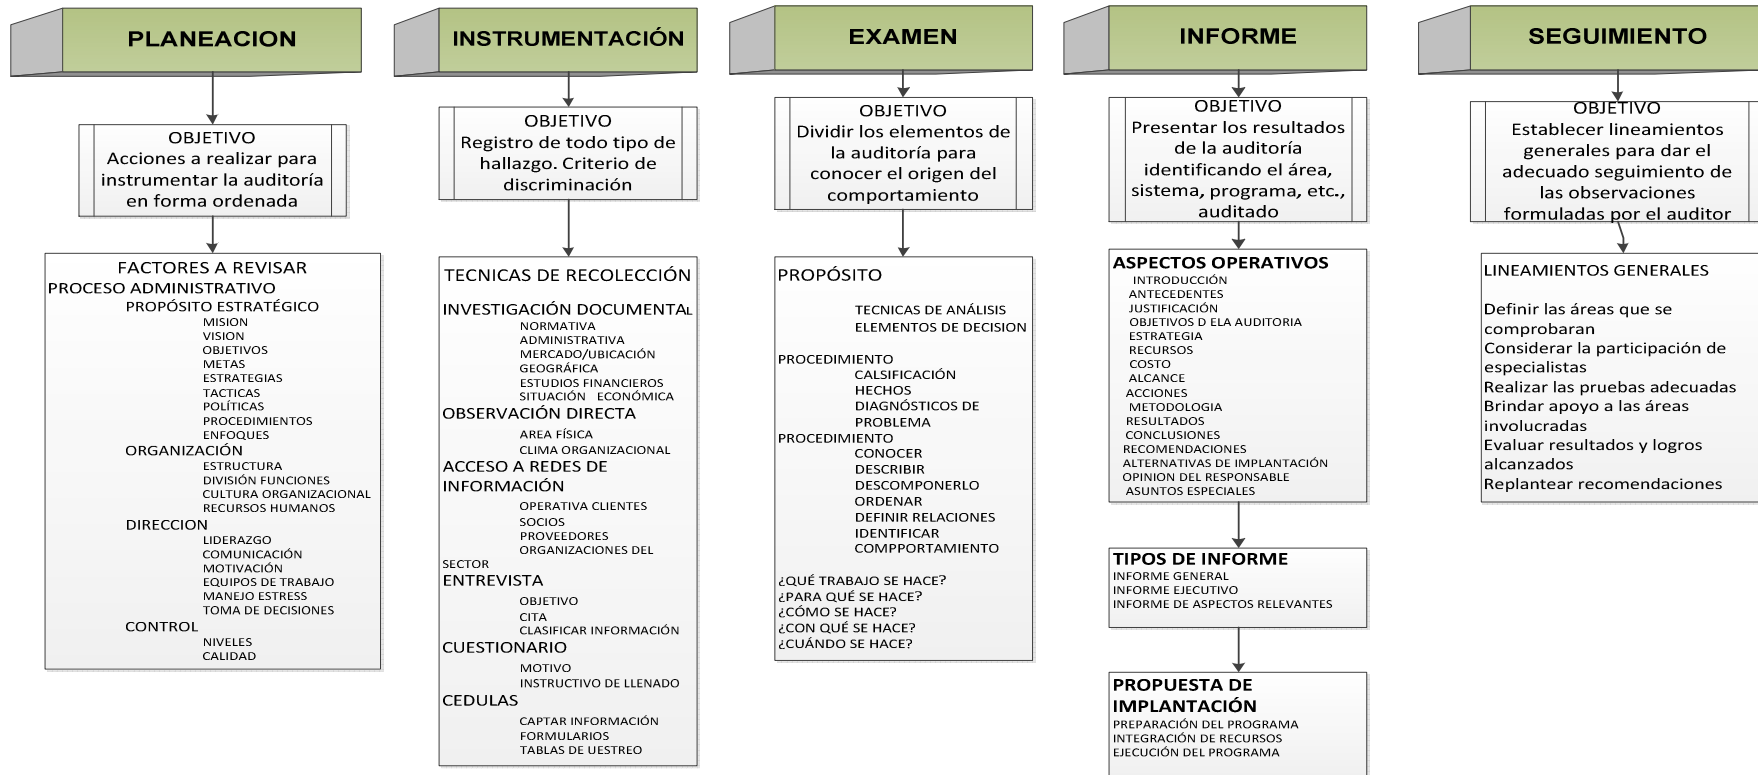 PLANEACION
OBJETIVO
Acciones a realizar para
instrumentar la auditoría
en forma ordenada
FACTORES A REVISAR
PROCESO ADMINISTRATIVO
PROPÓSITO ESTRATÉGICO
MISION
VISION
OBJETIVOS
METAS
ESTRATEGIAS
TACTICAS
POLÍTICAS
PROCEDIMIENTOS
ENFOQUES
ORGANIZACIÓN
ESTRUCTURA
DIVISIÓN FUNCIONES
CULTURA ORGANIZACIONAL
RECURSOS HUMANOS
DIRECCION
LIDERAZGO
COMUNICACIÓN
MOTIVACIÓN
EQUIPOS DE TRABAJO
MANEJO ESTRESS
TOMA DE DECISIONES
CONTROL
NIVELES
CALIDAD
INSTRUMENTACIÓN
OBJETIVO
Registro de todo tipo de
hallazgo. Criterio de
discriminación
TECNICAS DE RECOLECCIÓN
INVESTIGACIÓN DOCUMENTAL
NORMATIVA
ADMINISTRATIVA
MERCADO/UBICACIÓN
GEOGRÁFICA
ESTUDIOS FINANCIEROS
SITUACIÓN ECONÓMICA
OBSERVACIÓN DIRECTA
AREA FÍSICA
CLIMA ORGANIZACIONAL
ACCESO A REDES DE
INFORMACIÓN
OPERATIVA CLIENTES
SOCIOS
PROVEEDORES
ORGANIZACIONES DEL
SECTOR
ENTREVISTA
OBJETIVO
CITA
CLASIFICAR INFORMACIÓN
CUESTIONARIO
MOTIVO
INSTRUCTIVO DE LLENADO
CEDULAS
CAPTAR INFORMACIÓN
FORMULARIOS
TABLAS DE UESTREO
EXAMEN
OBJETIVO
Dividir los elementos de
la auditoría para
conocer el origen del
comportamiento
PROPÓSITO
TECNICAS DE ANÁLISIS
ELEMENTOS DE DECISION
PROCEDIMIENTO
CALSIFICACIÓN
HECHOS
DIAGNÓSTICOS DE
PROBLEMA
PROCEDIMIENTO
CONOCER
DESCRIBIR
DESCOMPONERLO
ORDENAR
DEFINIR RELACIONES
IDENTIFICAR
COMPPORTAMIENTO
¿QUÉ TRABAJO SE HACE?
¿PARA QUÉ SE HACE?
¿CÓMO SE HACE?
¿CON QUÉ SE HACE?
¿CUÁNDO SE HACE?
INFORME
OBJETIVO
Presentar los resultados
de la auditoría
identificando el área,
sistema, programa, etc.,
auditado
ASPECTOS OPERATIVOS
INTRODUCCIÓN
ANTECEDENTES
JUSTIFICACIÓN
OBJETIVOS D ELA AUDITORIA
ESTRATEGIA
RECURSOS
COSTO
ALCANCE
ACCIONES
METODOLOGIA
RESULTADOS
CONCLUSIONES
RECOMENDACIONES
ALTERNATIVAS DE IMPLANTACIÓN
OPINION DEL RESPONSABLE
ASUNTOS ESPECIALES
TIPOS DE INFORME
INFORME GENERAL
INFORME EJECUTIVO
INFORME DE ASPECTOS RELEVANTES
PROPUESTA DE
IMPLANTACIÓN
PREPARACIÓN DEL PROGRAMA
INTEGRACIÓN DE RECURSOS
EJECUCIÓN DEL PROGRAMA
SEGUIMIENTO
OBJETIVO
Establecer lineamientos
generales para dar el
adecuado seguimiento de
las observaciones
formuladas por el auditor
LINEAMIENTOS GENERALES
Definir las áreas que se
comprobaran
Considerar la participación de
especialistas
Realizar las pruebas adecuadas
Brindar apoyo a las áreas
involucradas
Evaluar resultados y logros
alcanzados
Replantear recomendaciones